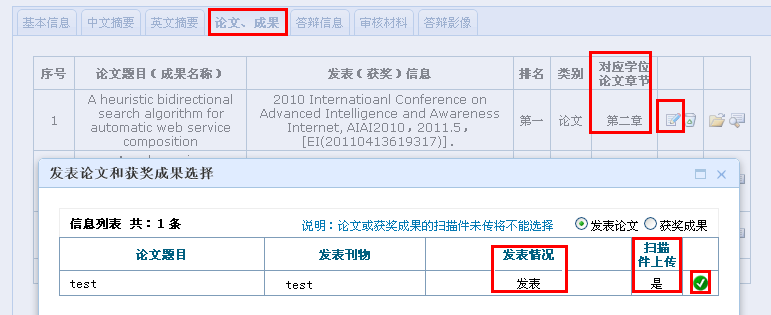 基本信息 中文摘要 英文摘要 论文、成果 答辩信息 审核材料 答辩影像
序号 论文题目(成果名称) 发表(获奖)信息 排名 类别 对应学位
论文章节
1 A heuristic bidirectional
search algorithm for
automatic web service
composition
2010 Internatioanl Conference on
Advanced Intelligence and Awareness
Internet, AIAI2010，2011.5，
[EI(20110413619317)].
第一 论文 第二章
发表论文和获奖成果选择
信息列表 共：1 条 说明：论文或获奖成果的扫描件未传将不能选择 发表论文 获奖成果
论文题目 发表刊物 发表情况 扫描
件上传
test test 发表 是